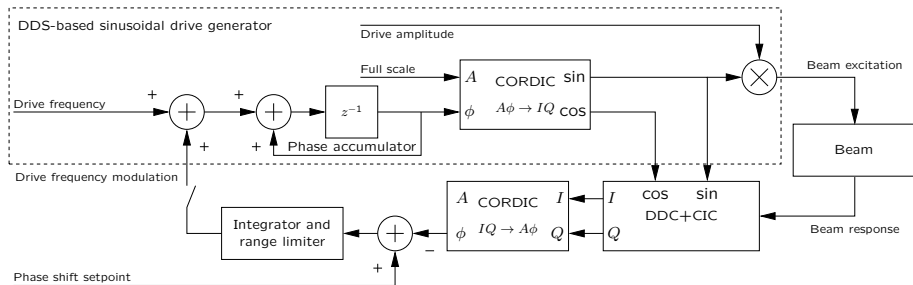 DDS-based sinusoidal drive generator
Drive amplitude
Full scale
A
CORDIC
sin
Beam excitation
Drive frequency
+
+
+
+
z⁻¹
ϕ
Aϕ → IQ
cos
×
+
+
Phase accumulator
Beam
Drive frequency modulation
A
CORDIC
I
I
cos
sin
DDC+CIC
Integrator and
range limiter
+
−
ϕ
IQ → Aϕ
Q
Q
Beam response
+
Phase shift setpoint